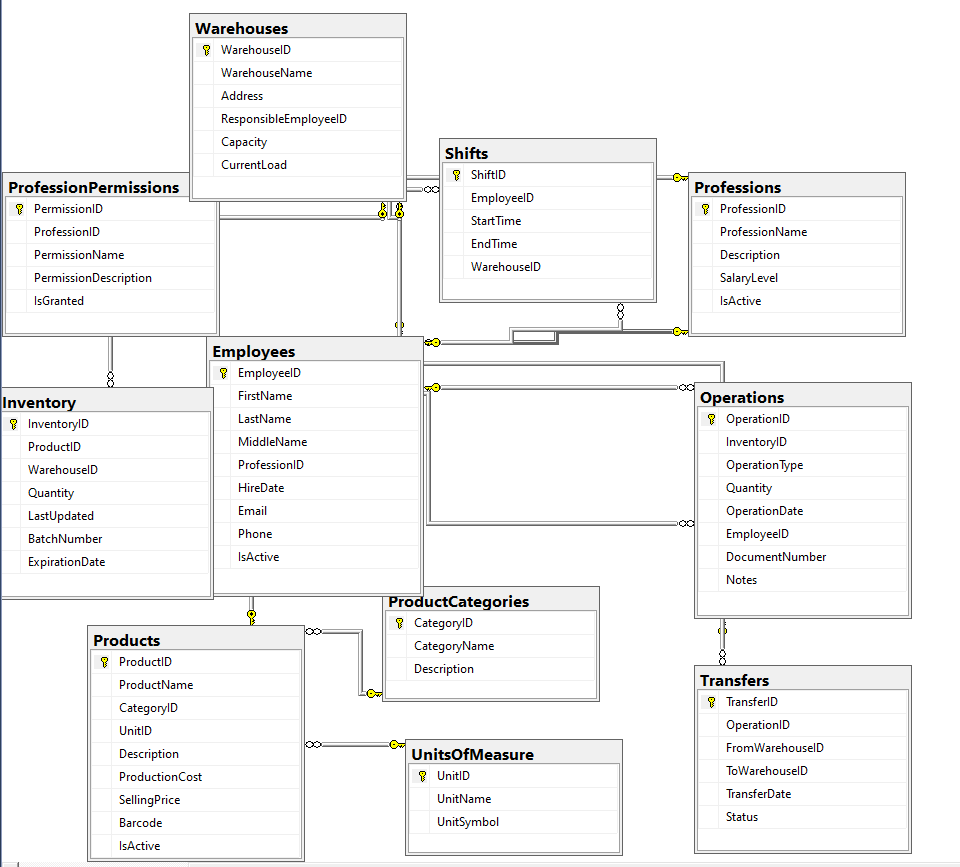 Warehouses
WarehouseID
WarehouseName
Address
ResponsibleEmployeeID
Capacity
CurrentLoad
Shifts
ShiftID
EmployeeID
StartTime
EndTime
WarehouseID
ProfessionPermissions
PermissionID
ProfessionID
PermissionName
PermissionDescription
IsGranted
Professions
ProfessionID
ProfessionName
Description
SalaryLevel
IsActive
Employees
EmployeeID
FirstName
LastName
MiddleName
ProfessionID
HireDate
Email
Phone
IsActive
Inventory
InventoryID
ProductID
WarehouseID
Quantity
LastUpdated
BatchNumber
ExpirationDate
Operations
OperationID
InventoryID
OperationType
Quantity
OperationDate
EmployeeID
DocumentNumber
Notes
ProductCategories
CategoryID
CategoryName
Description
Products
ProductID
ProductName
CategoryID
UnitID
Description
ProductionCost
SellingPrice
Barcode
IsActive
UnitsOfMeasure
UnitID
UnitName
UnitSymbol
Transfers
TransferID
OperationID
FromWarehouseID
ToWarehouseID
TransferDate
Status